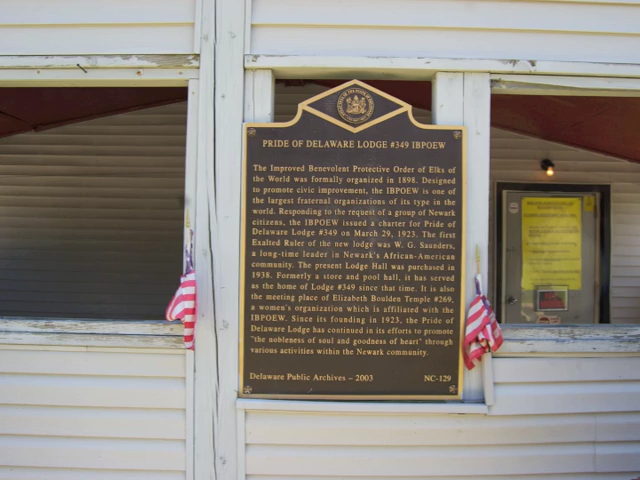 PRIDE OF DELAWARE LODGE #349 IBPOEW
The Improved Benevolent Protective Order of Elks of
the World was formally organized in 1898. Designed
to promote civic improvement, the IBPOEW is one of
the largest fraternal organizations of its type in the
world. Responding to the request of a group of Newark
citizens, the IBPOEW issued a charter for Pride of
Delaware Lodge #349 on March 29, 1923. The first
Exalted Ruler of the new lodge was W. G. Saunders,
a long-time leader in Newark's African-American
community. The present Lodge Hall was purchased in
1938. Formerly a store and pool hall, it has served
as the home of Lodge #349 since that time. It is also
the meeting place of Elizabeth Boulden Temple #269,
a women's organization which is affiliated with the
IBPOEW. Since its founding in 1923, the Pride of
Delaware Lodge has continued in its efforts to promote
"the nobleness of soul and goodness of heart" through
various activities within the Newark community.
Delaware Public Archives – 2003 NC-129